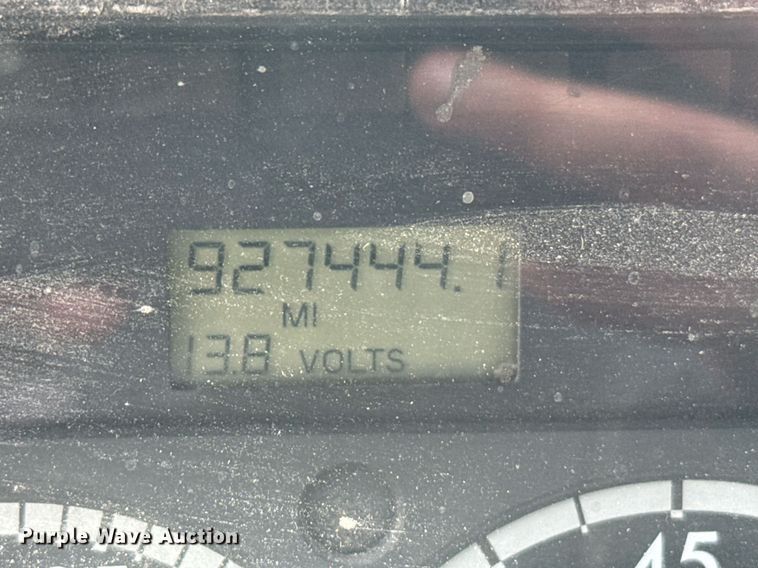 927444.1
MI
13.8 VOLTS
Purple Wave Auction
45